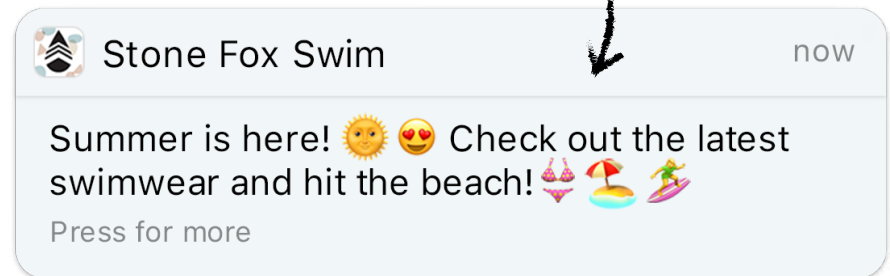 Stone Fox Swim
now
Summer is here! 🌞 😍 Check out the latest
swimwear and hit the beach!👙🏖️🏄‍♀️
Press for more